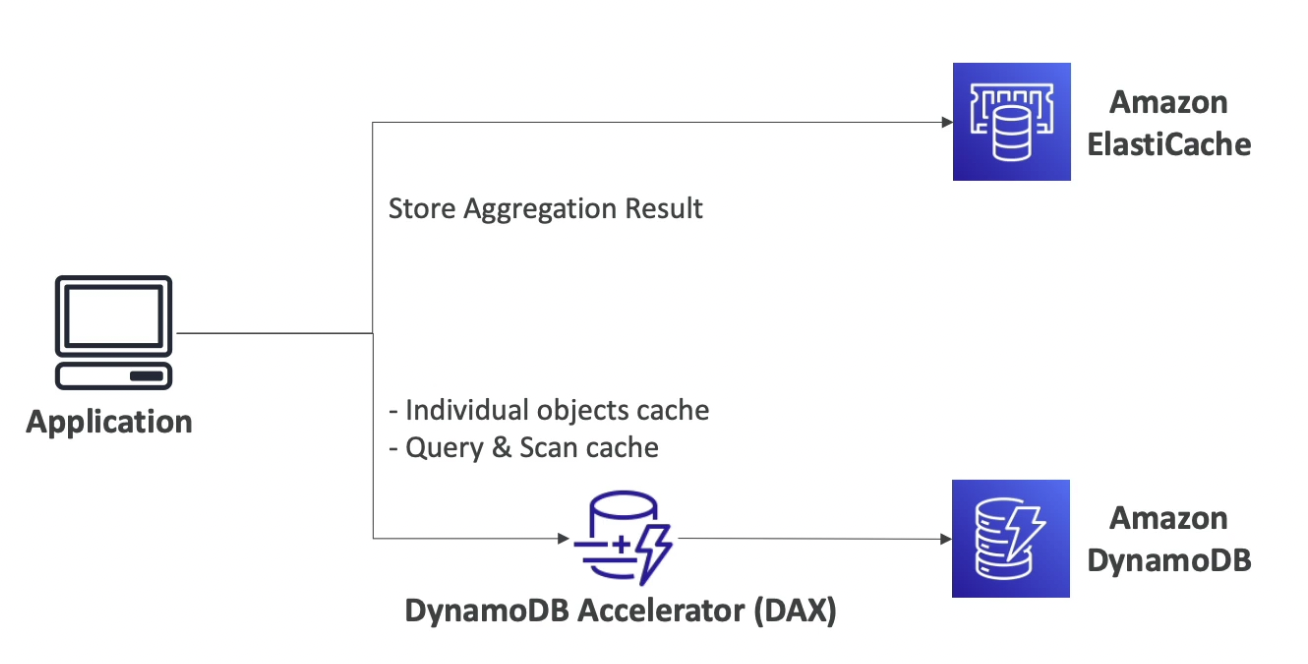 Amazon
ElastiCache
Store Aggregation Result
Application
- Individual objects cache
- Query & Scan cache
Amazon
DynamoDB
DynamoDB Accelerator (DAX)